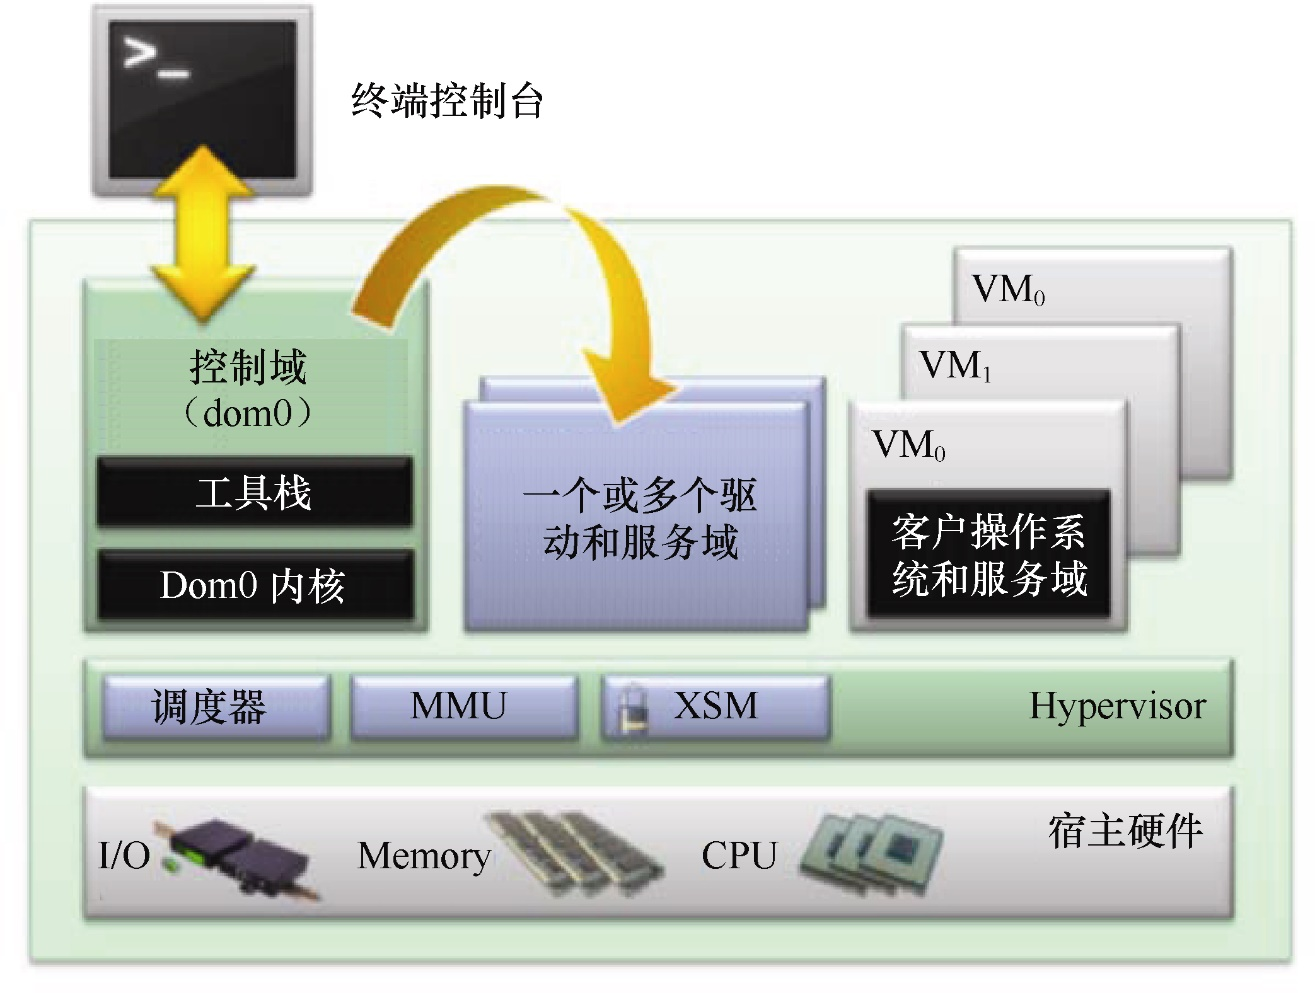 >_
终端控制台
控制域
（dom0）
工具栈
Dom0 内核
一个或多个驱
动和服务域
VM₀
VM₁
VM₀
客户操作系
统和服务域
调度器
MMU
XSM
Hypervisor
I/O
Memory
CPU
宿主硬件